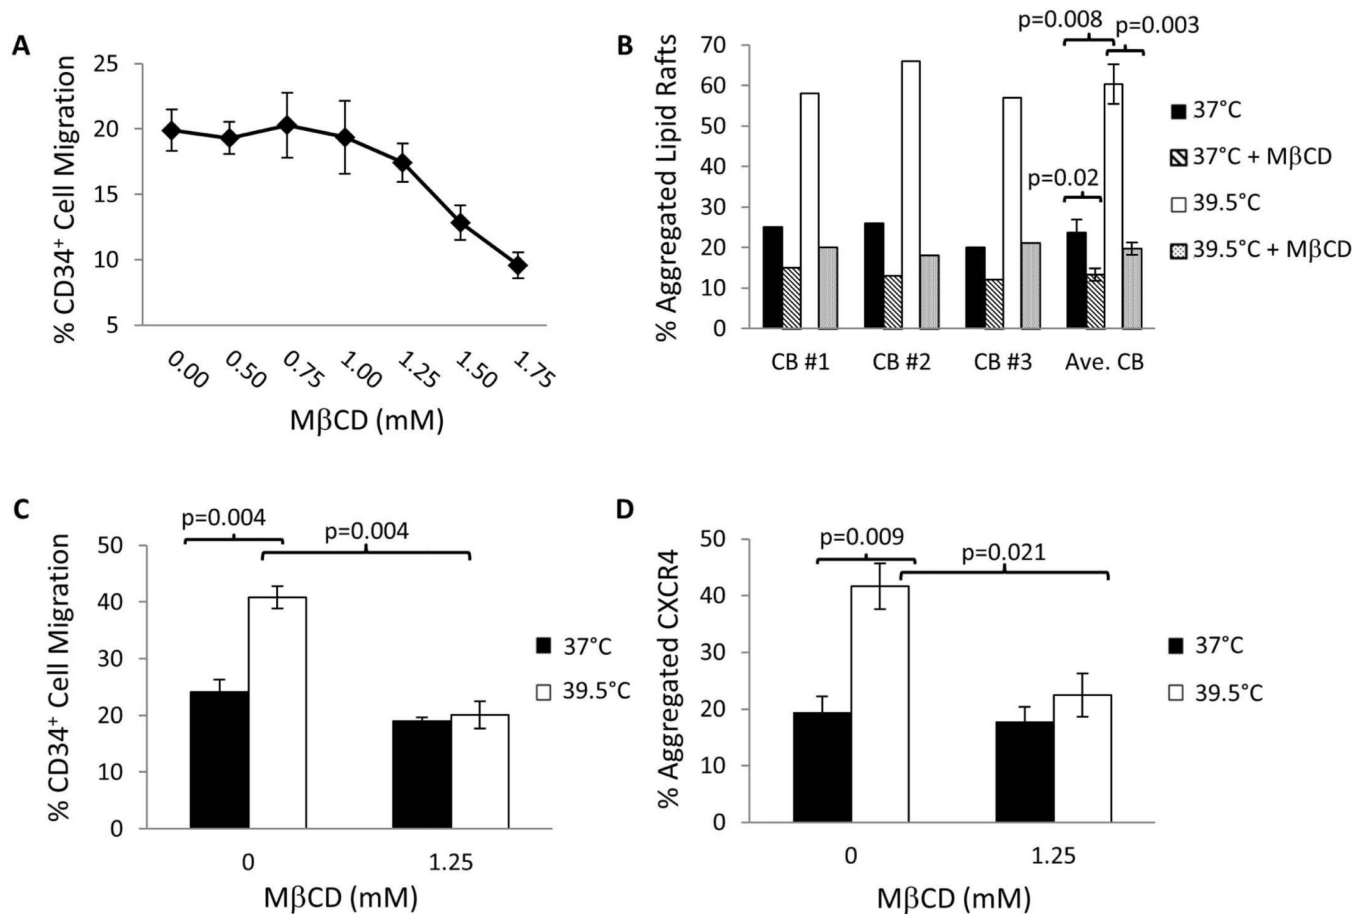 A
% CD34+ Cell Migration
25
20
15
10
5
0.00
0.50
0.75
1.00
1.25
1.50
1.75
MβCD (mM)
B
% Aggregated Lipid Rafts
70
60
50
40
30
20
10
0
p=0.008
p=0.003
p=0.02
CB #1
CB #2
CB #3
Ave. CB
37°C
37°C + MβCD
39.5°C
39.5°C + MβCD
C
% CD34+ Cell Migration
50
40
30
20
10
0
p=0.004
p=0.004
0
1.25
MβCD (mM)
37°C
39.5°C
D
% Aggregated CXCR4
50
40
30
20
10
0
p=0.009
p=0.021
0
1.25
MβCD (mM)
37°C
39.5°C